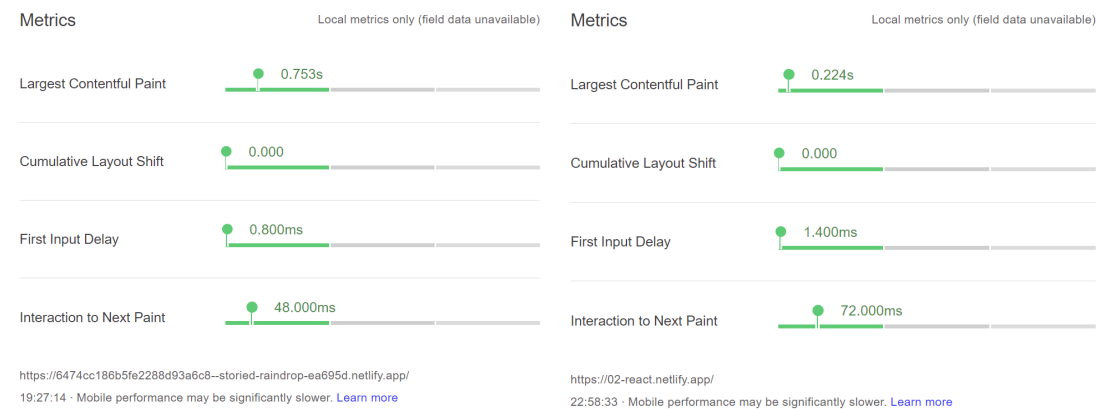 Metrics
Local metrics only (field data unavailable)
Largest Contentful Paint
0.753s
Cumulative Layout Shift
0.000
First Input Delay
0.800ms
Interaction to Next Paint
48.000ms
https://6474cc186b5fe2288d93a6c8--storied-raindrop-ea695d.netlify.app/
19:27:14 · Mobile performance may be significantly slower. Learn more
Metrics
Local metrics only (field data unavailable)
Largest Contentful Paint
0.224s
Cumulative Layout Shift
0.000
First Input Delay
1.400ms
Interaction to Next Paint
72.000ms
https://02-react.netlify.app/
22:58:33 · Mobile performance may be significantly slower. Learn more